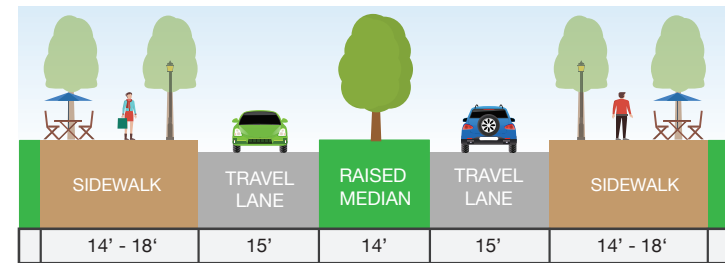 SIDEWALK
TRAVEL
LANE
RAISED
MEDIAN
TRAVEL
LANE
SIDEWALK
14’ - 18‘
15’
14’
15’
14’ - 18‘